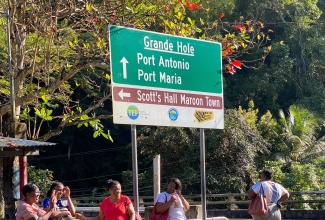 Grande Hole
Port Antonio
Port Maria
Scott's Hall Maroon Town